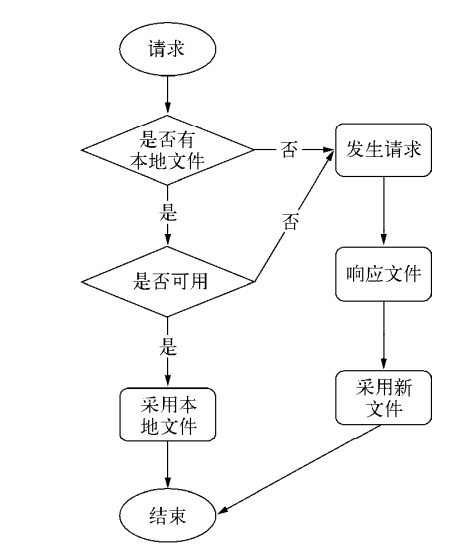 请求
是否有
本地文件
否
发生请求
是
否
是否可用
响应文件
是
采用本
地文件
采用新
文件
结束